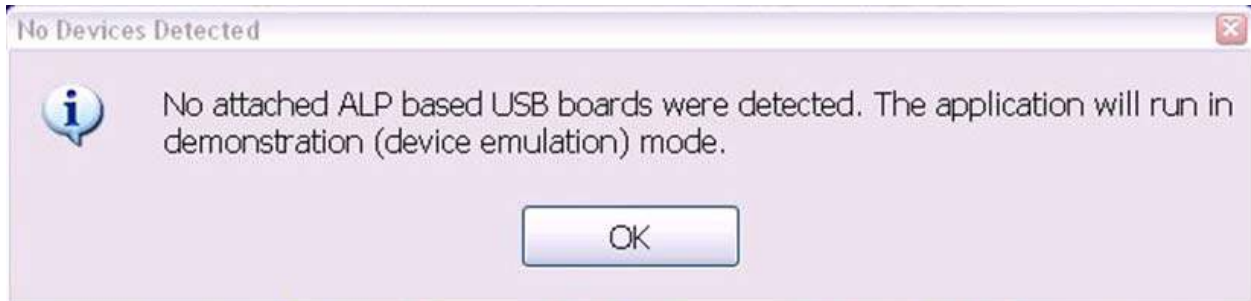 No Devices Detected
No attached ALP based USB boards were detected. The application will run in
demonstration (device emulation) mode.
OK